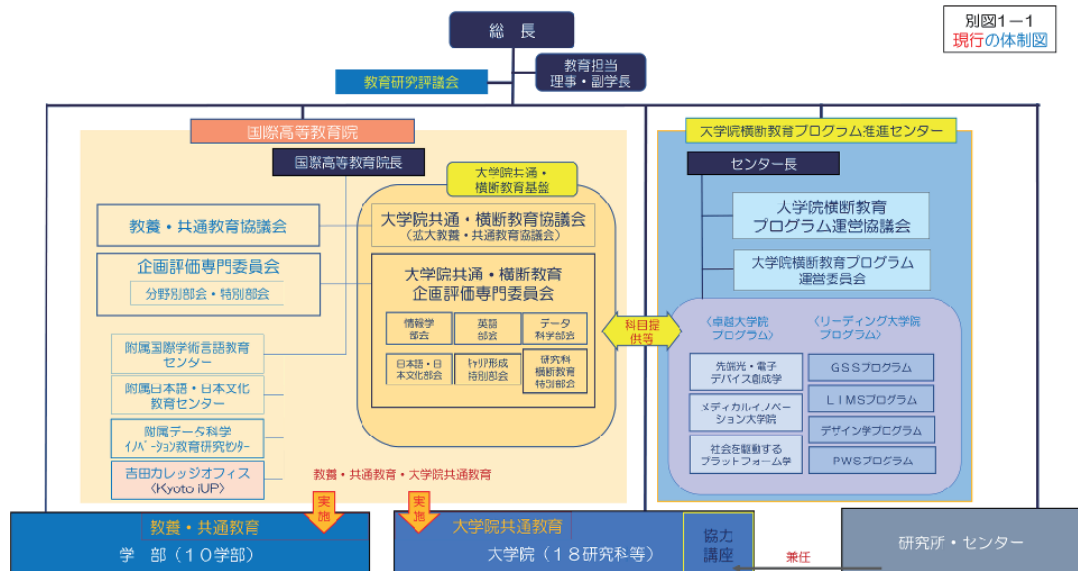 別図1－1
現行の体制図
総 長
教育担当
理事・副学長
教育研究評議会
国際高等教育院
国際高等教育院長
大学院共通・
横断教育基盤
教養・共通教育協議会
大学院共通・横断教育協議会
（拡大教養・共通教育協議会）
企画評価専門委員会
分野別部会・特別部会
大学院共通・横断教育
企画評価専門委員会
情報学
部会
英語
部会
データ
科学部会
日本語・日
本文化部会
ｷｬﾘｱ形成
特別部会
研究科
横断教育
特別部会
附属国際学術言語教育
センター
附属日本語・日本文化
教育センター
附属データ科学
ｲﾉﾍﾞｰｼｮﾝ教育研究ｾﾝﾀｰ
吉田カレッジオフィス
〈Kyoto iUP〉
教養・共通教育・大学院共通教育
実施
実施
科目提
供等
大学院横断教育プログラム推進センター
センター長
大学院横断教育
プログラム運営協議会
大学院横断教育プログラム
運営委員会
〈卓越大学院
プログラム〉
〈リーディング大学院
プログラム〉
先端光・電子
デバイス創成学
メディカルイノベー
ション大学院
社会を駆動する
プラットフォーム学
GSSプログラム
LIMSプログラム
デザイン学プログラム
PWSプログラム
教養・共通教育
学 部（10学部）
大学院共通教育
大学院（18研究科等）
協力
講座
兼任
研究所・センター